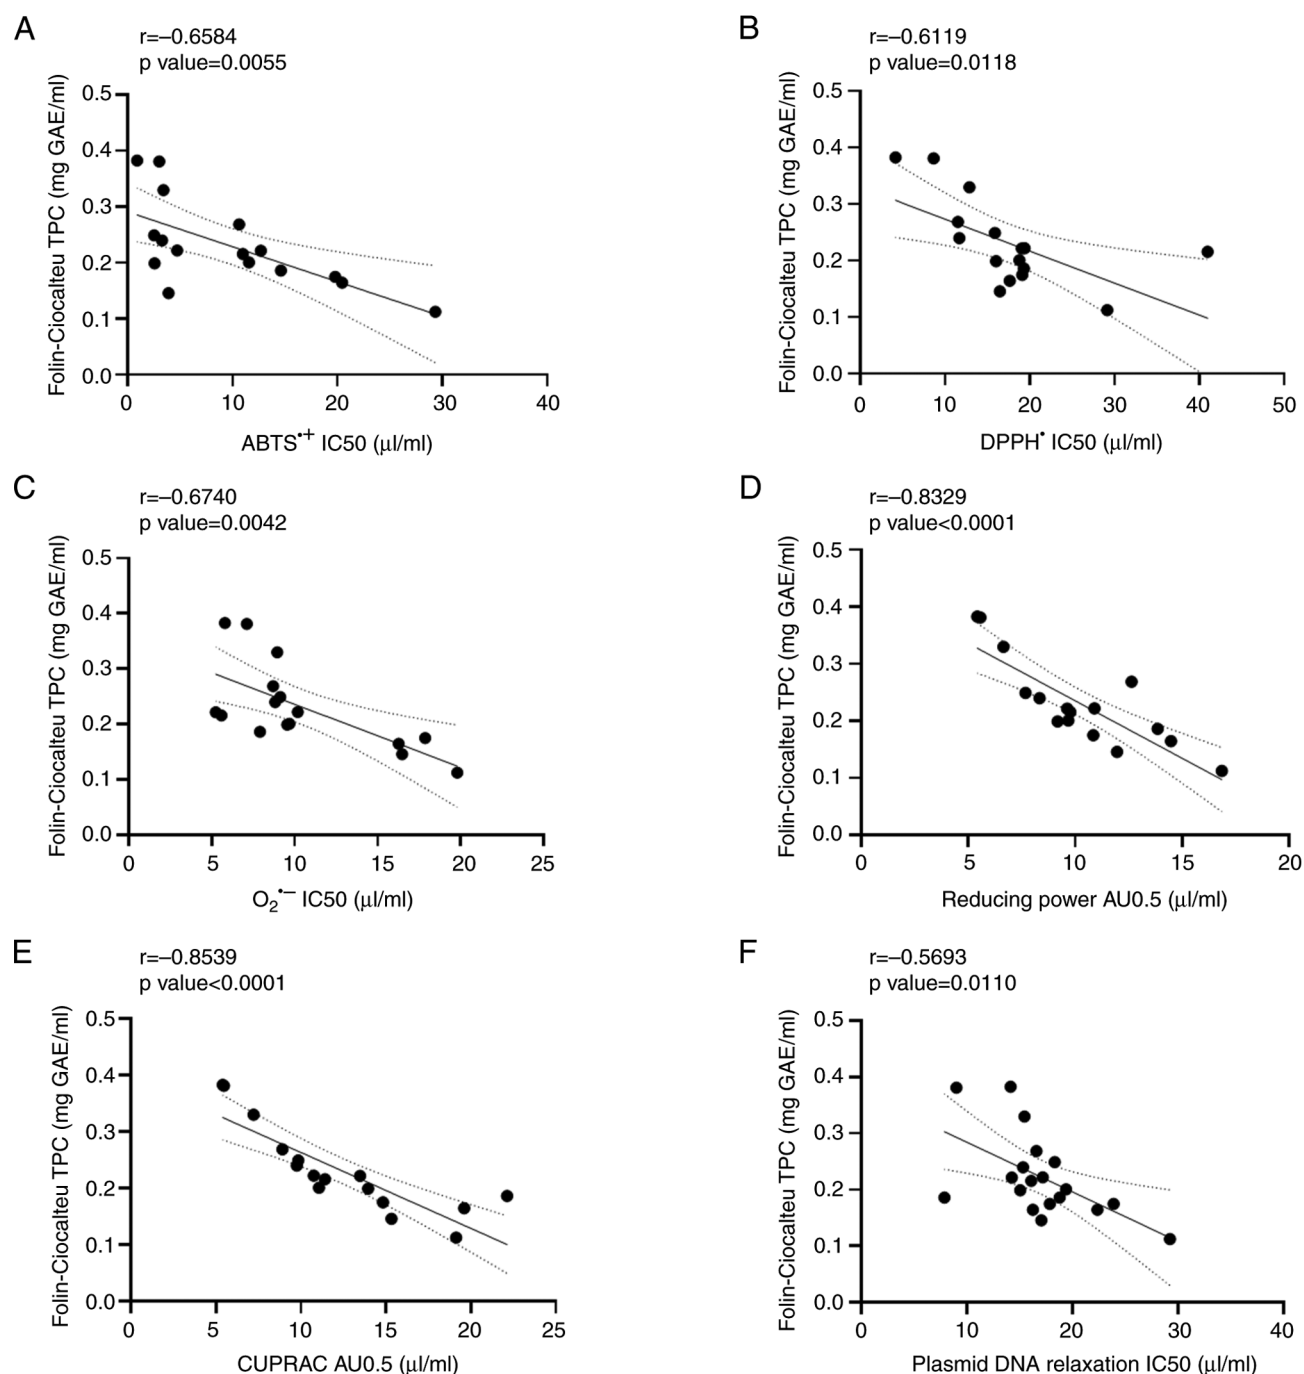 A
r=–0.6584
p value=0.0055
Folin-Ciocalteu TPC (mg GAE/ml)
0.5
0.4
0.3
0.2
0.1
0.0
0 10 20 30 40
ABTS•+ IC50 (µl/ml)
B
r=–0.6119
p value=0.0118
Folin-Ciocalteu TPC (mg GAE/ml)
0.5
0.4
0.3
0.2
0.1
0.0
0 10 20 30 40 50
DPPH• IC50 (µl/ml)
C
r=–0.6740
p value=0.0042
Folin-Ciocalteu TPC (mg GAE/ml)
0.5
0.4
0.3
0.2
0.1
0.0
0 5 10 15 20 25
O2•– IC50 (µl/ml)
D
r=–0.8329
p value<0.0001
Folin-Ciocalteu TPC (mg GAE/ml)
0.5
0.4
0.3
0.2
0.1
0.0
0 5 10 15 20
Reducing power AU0.5 (µl/ml)
E
r=–0.8539
p value<0.0001
Folin-Ciocalteu TPC (mg GAE/ml)
0.5
0.4
0.3
0.2
0.1
0.0
0 5 10 15 20 25
CUPRAC AU0.5 (µl/ml)
F
r=–0.5693
p value=0.0110
Folin-Ciocalteu TPC (mg GAE/ml)
0.5
0.4
0.3
0.2
0.1
0.0
0 10 20 30 40
Plasmid DNA relaxation IC50 (µl/ml)